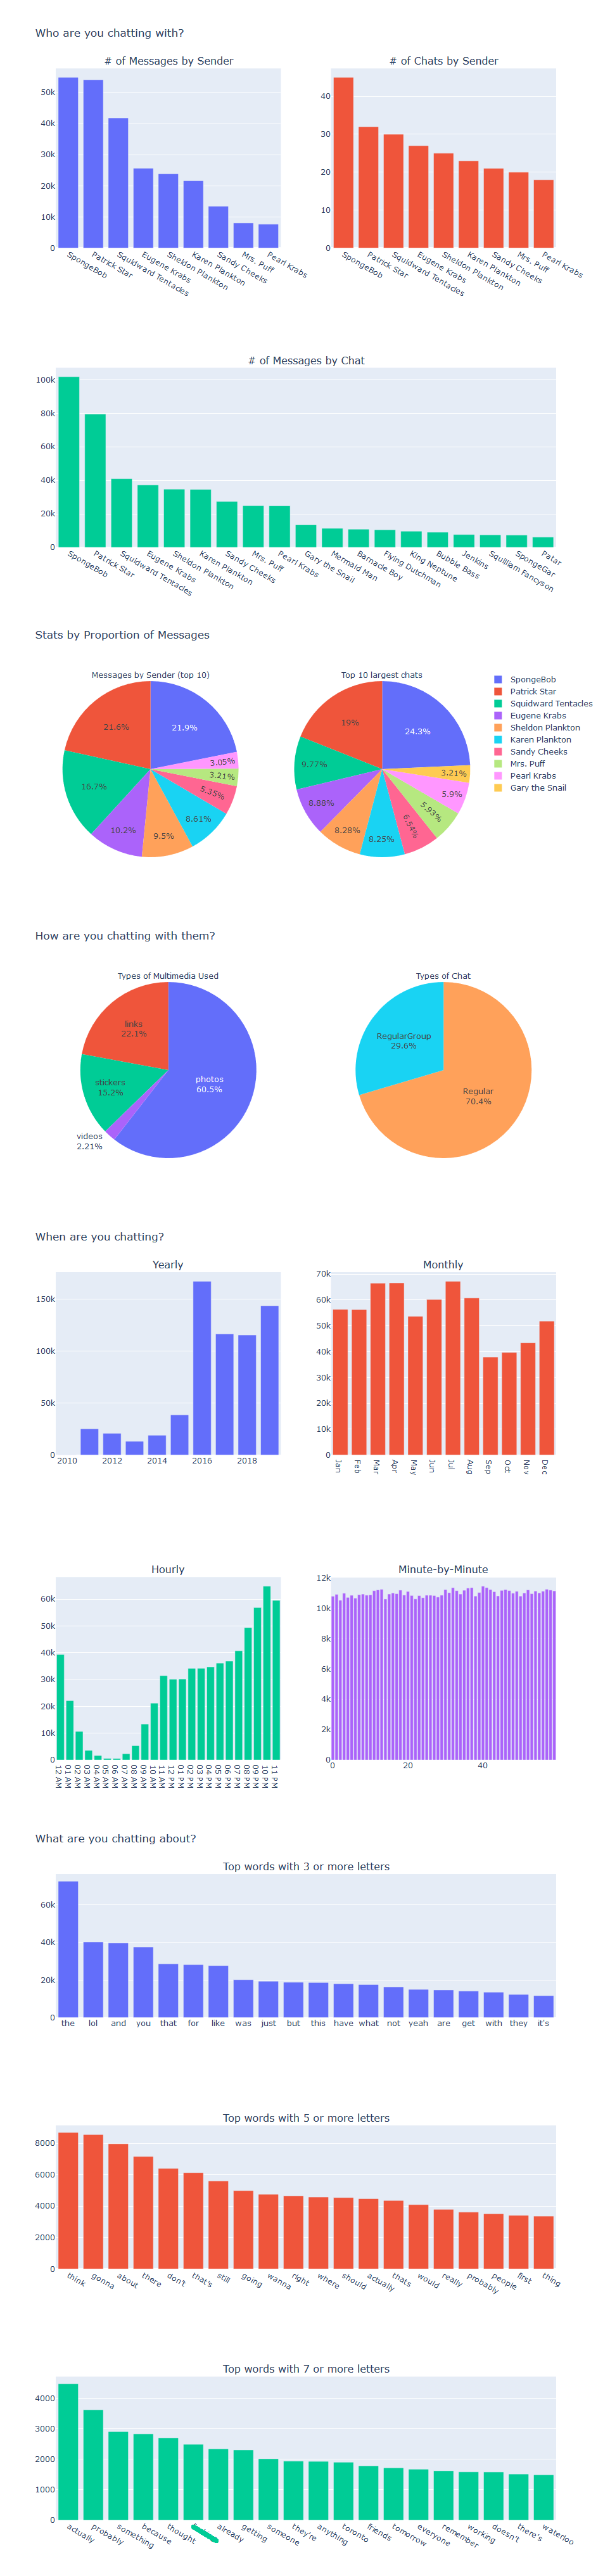 Who are you chatting with?
# of Messages by Sender
# of Chats by Sender
50k
40k
30k
20k
10k
0
40
30
20
10
0
SpongeBob
Patrick Star
Squidward Tentacles
Eugene Krabs
Sheldon Plankton
Karen Plankton
Sandy Cheeks
Mrs. Puff
Pearl Krabs
SpongeBob
Patrick Star
Squidward Tentacles
Eugene Krabs
Sheldon Plankton
Karen Plankton
Sandy Cheeks
Mrs. Puff
Pearl Krabs
# of Messages by Chat
100k
80k
60k
40k
20k
0
SpongeBob
Patrick Star
Squidward Tentacles
Eugene Krabs
Sheldon Plankton
Karen Plankton
Sandy Cheeks
Mrs. Puff
Pearl Krabs
Gary the Snail
Mermaid Man
Barnacle Boy
Flying Dutchman
King Neptune
Bubble Bass
Jenkins
Squilliam Fancyson
SpongeGar
Patar
Stats by Proportion of Messages
Messages by Sender (top 10)
21.9%
21.6%
16.7%
10.2%
9.5%
8.61%
5.35%
3.21%
3.05%
Top 10 largest chats
24.3%
19%
9.77%
8.88%
8.28%
8.25%
6.54%
5.93%
5.9%
3.21%
SpongeBob
Patrick Star
Squidward Tentacles
Eugene Krabs
Sheldon Plankton
Karen Plankton
Sandy Cheeks
Mrs. Puff
Pearl Krabs
Gary the Snail
How are you chatting with them?
Types of Multimedia Used
links
22.1%
photos
60.5%
stickers
15.2%
videos
2.21%
Types of Chat
RegularGroup
29.6%
Regular
70.4%
When are you chatting?
Yearly
150k
100k
50k
0
2010
2012
2014
2016
2018
Monthly
70k
60k
50k
40k
30k
20k
10k
0
Jan
Feb
Mar
Apr
May
Jun
Jul
Aug
Sep
Oct
Nov
Dec
Hourly
60k
50k
40k
30k
20k
10k
0
12 AM
01 AM
02 AM
03 AM
04 AM
05 AM
06 AM
07 AM
08 AM
09 AM
10 AM
11 AM
12 PM
01 PM
02 PM
03 PM
04 PM
05 PM
06 PM
07 PM
08 PM
09 PM
10 PM
11 PM
Minute-by-Minute
12k
10k
8k
6k
4k
2k
0
0
20
40
What are you chatting about?
Top words with 3 or more letters
60k
40k
20k
0
the
lol
and
you
that
for
like
was
just
but
this
have
what
not
yeah
are
get
with
they
it's
Top words with 5 or more letters
8000
6000
4000
2000
0
think
gonna
about
there
don't
that's
still
going
wanna
right
where
should
actually
thats
would
really
probably
people
first
thing
Top words with 7 or more letters
4000
3000
2000
1000
0
actually
probably
something
because
thought
already
getting
someone
they're
anything
toronto
friends
tomorrow
everyone
remember
working
doesn't
there's
waterloo